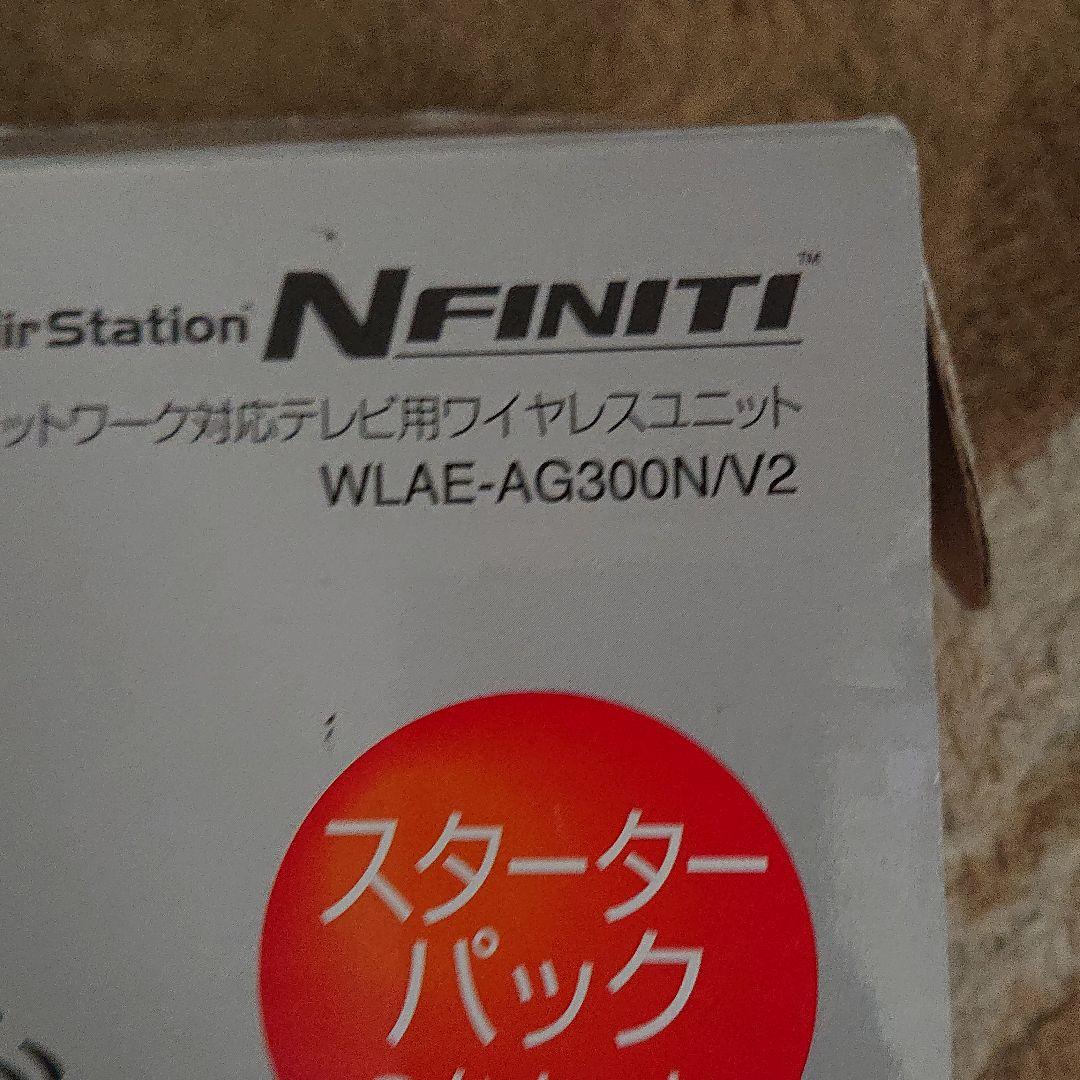 irStation NFINITI™
ットワーク対応テレビ用ワイヤレスユニット
WLAE-AG300N/V2
スターター
パック